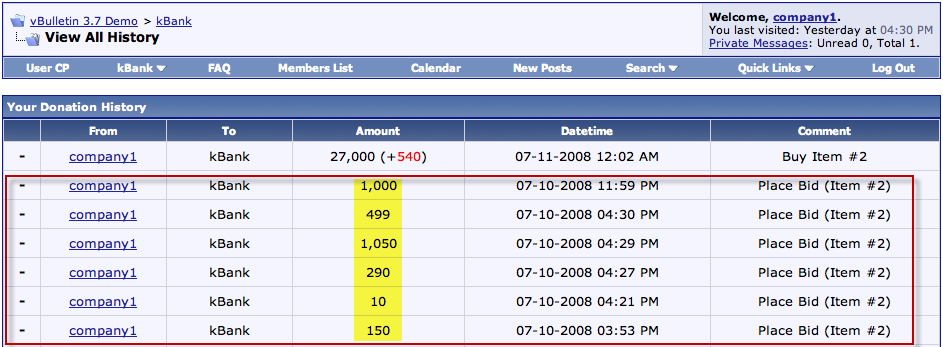 vBulletin 3.7 Demo > kBank
View All History
Welcome, company1.
You last visited: Yesterday at 04:30 PM
Private Messages: Unread 0, Total 1.
User CP kBank FAQ Members List Calendar New Posts Search Quick Links Log Out
Your Donation History
From To Amount Datetime Comment
- company1 kBank 27,000 (+540) 07-11-2008 12:02 AM Buy Item #2
- company1 kBank 1,000 07-10-2008 11:59 PM Place Bid (Item #2)
- company1 kBank 499 07-10-2008 04:30 PM Place Bid (Item #2)
- company1 kBank 1,050 07-10-2008 04:29 PM Place Bid (Item #2)
- company1 kBank 290 07-10-2008 04:27 PM Place Bid (Item #2)
- company1 kBank 10 07-10-2008 04:21 PM Place Bid (Item #2)
- company1 kBank 150 07-10-2008 03:53 PM Place Bid (Item #2)